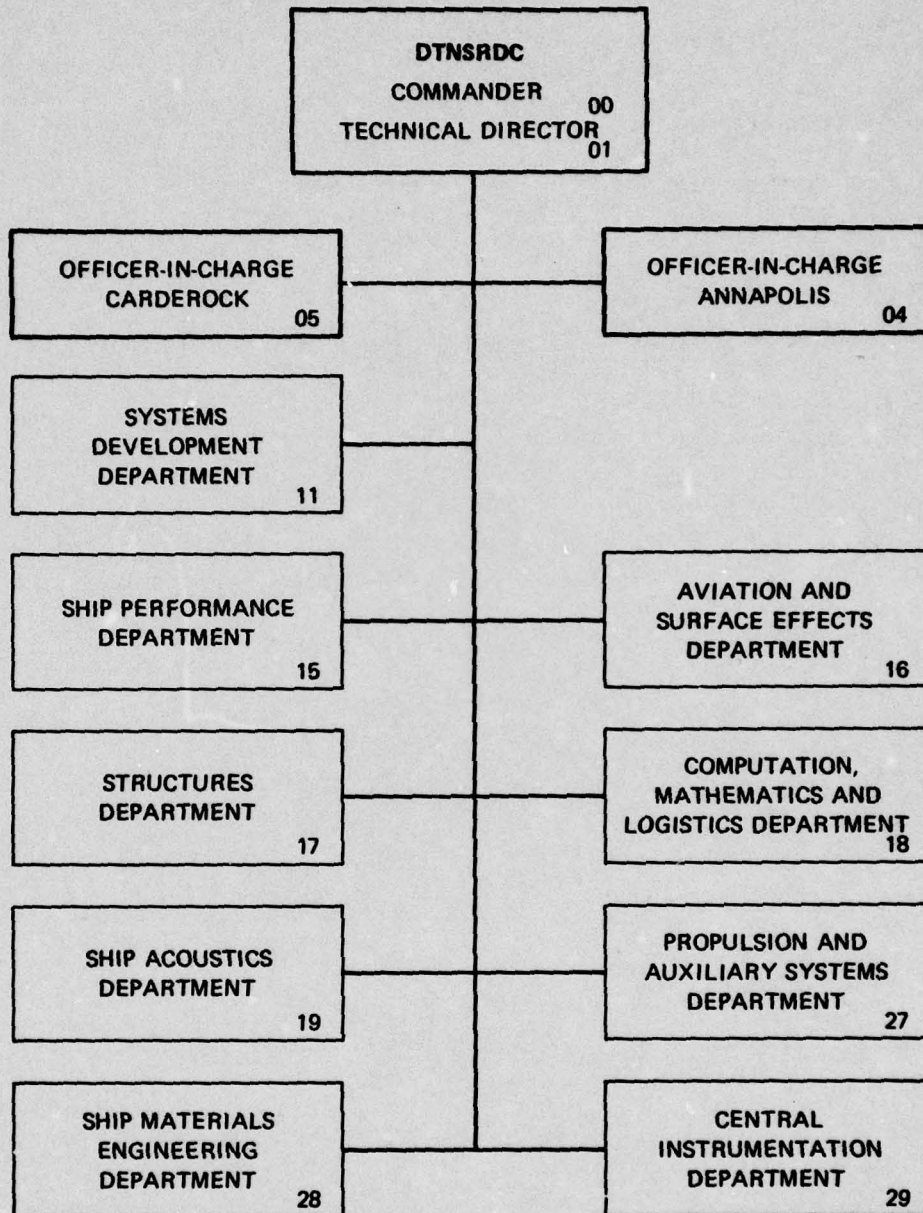 DTNSRDC
COMMANDER
00
TECHNICAL DIRECTOR
01
OFFICER-IN-CHARGE
CARDEROCK
05
OFFICER-IN-CHARGE
ANNAPOLIS
04
SYSTEMS
DEVELOPMENT
DEPARTMENT
11
SHIP PERFORMANCE
DEPARTMENT
15
AVIATION AND
SURFACE EFFECTS
DEPARTMENT
16
STRUCTURES
DEPARTMENT
17
COMPUTATION,
MATHEMATICS AND
LOGISTICS DEPARTMENT
18
SHIP ACOUSTICS
DEPARTMENT
19
PROPULSION AND
AUXILIARY SYSTEMS
DEPARTMENT
27
SHIP MATERIALS
ENGINEERING
DEPARTMENT
28
CENTRAL
INSTRUMENTATION
DEPARTMENT
29